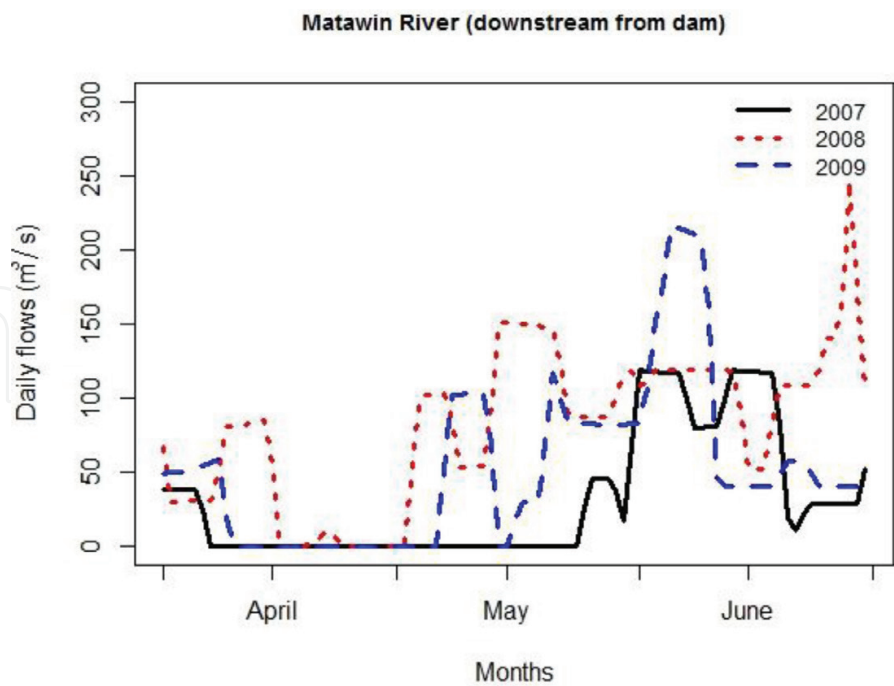 Matawin River (downstream from dam)
300
250
200
150
100
50
0
Daily flows (m³/ s)
2007
2008
2009
April May June
Months